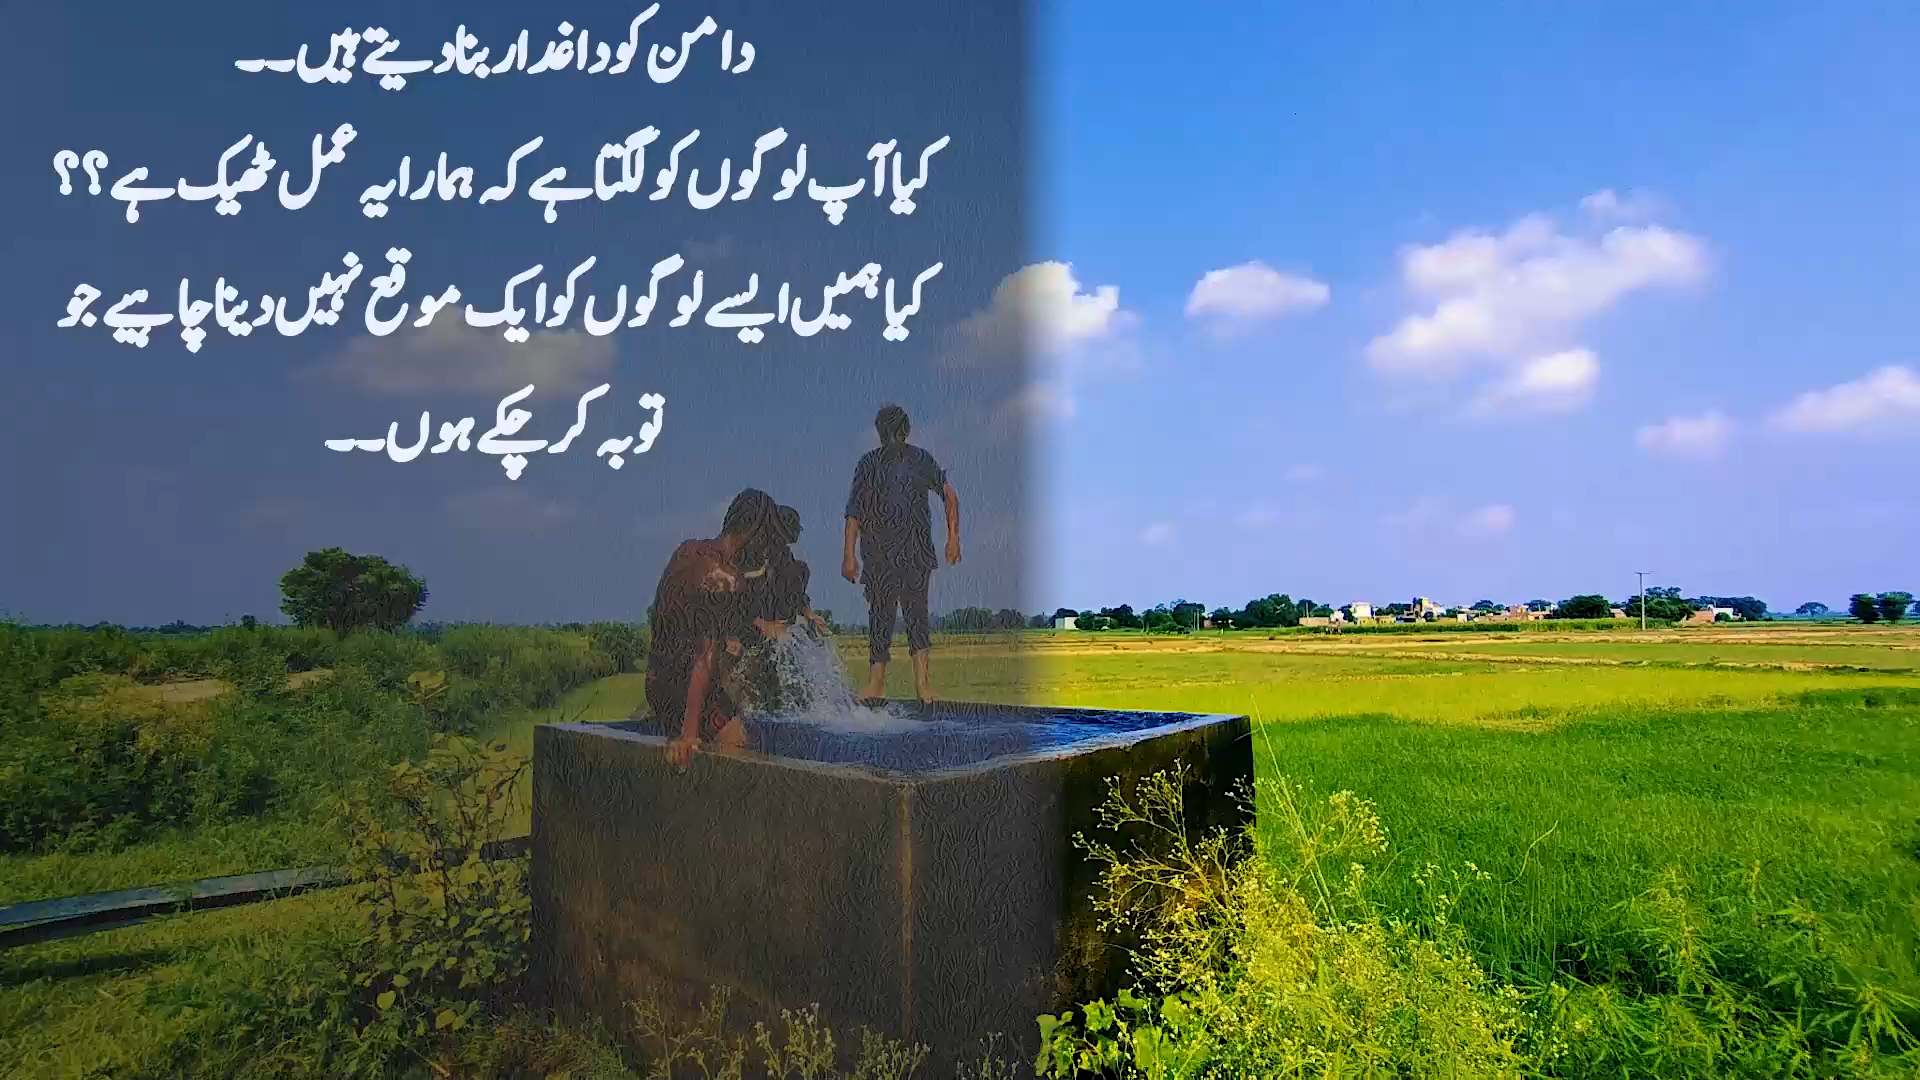 دامن کو داغدار بنا دیتے ہیں۔۔
کیا آپ لوگوں کو لگتا ہے کہ ہمارا یہ عمل ٹھیک ہے؟؟
کیا ہمیں ایسے لوگوں کو ایک موقع نہیں دینا چاہیے جو
توبہ کر چکے ہوں۔۔